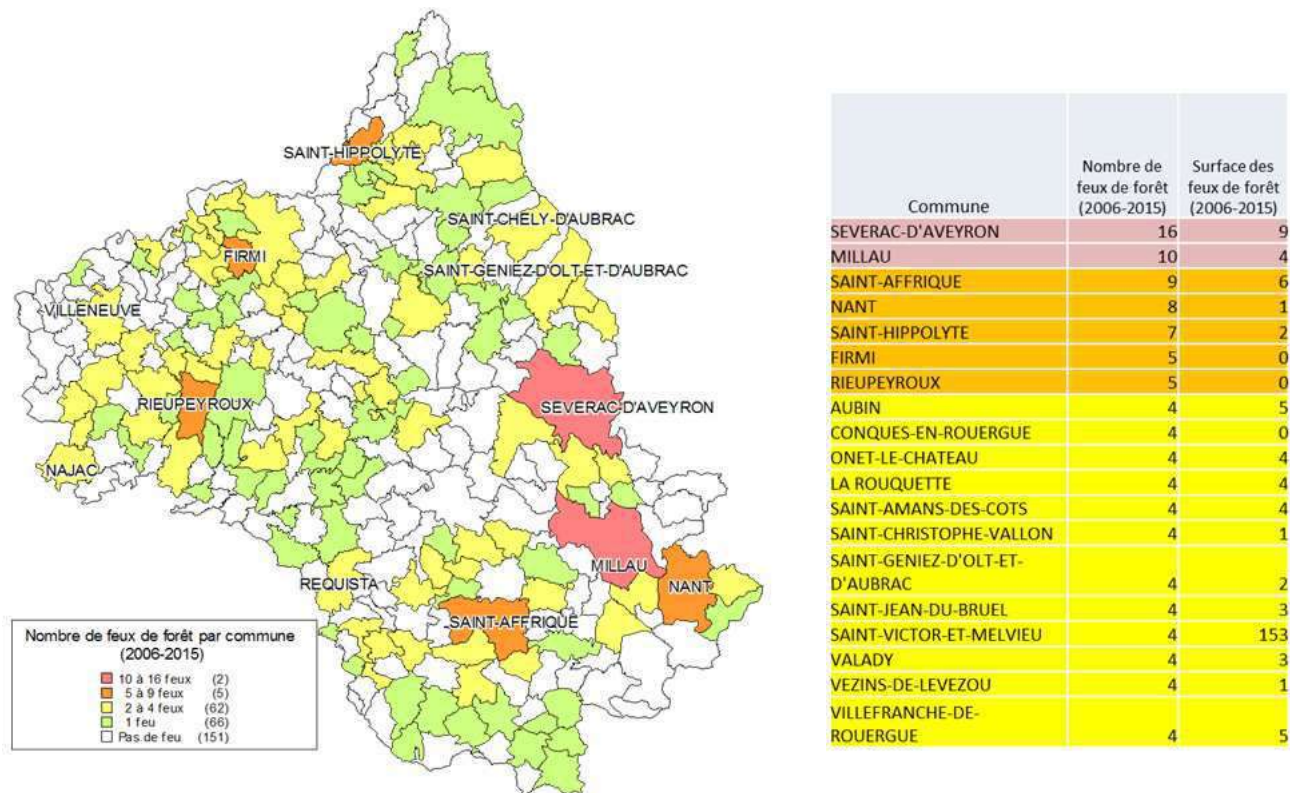 SAINT-HIPPOLYTE
SAINT-CHELY-D'AUBRAC
FIRMI
SAINT-GENIEZ-D'OLT-ET-D'AUBRAC
VILLENEUVE
RIEUPEYROUX
SEVERAC-D'AVEYRON
NAJAC
MILLAU
REQUISTA
NANT
SAINT-AFFRIQUE
Nombre de feux de forêt par commune
(2006-2015)
10 à 16 feux (2)
5 à 9 feux (5)
2 à 4 feux (62)
1 feu (66)
Pas de feu (151)
Commune
Nombre de
feux de forêt
(2006-2015)
Surface des
feux de forêt
(2006-2015)
SEVERAC-D'AVEYRON 16 9
MILLAU 10 4
SAINT-AFFRIQUE 9 6
NANT 8 1
SAINT-HIPPOLYTE 7 2
FIRMI 5 0
RIEUPEYROUX 5 0
AUBIN 4 5
CONQUES-EN-ROUERGUE 4 0
ONET-LE-CHATEAU 4 4
LA ROUQUETTE 4 4
SAINT-AMANS-DES-COTS 4 4
SAINT-CHRISTOPHE-VALLON 4 1
SAINT-GENIEZ-D'OLT-ET-
D'AUBRAC 4 2
SAINT-JEAN-DU-BRUEL 4 3
SAINT-VICTOR-ET-MELVIEU 4 153
VALADY 4 3
VEZINS-DE-LEVEZOU 4 1
VILLEFRANCHE-DE-
ROUERGUE 4 5